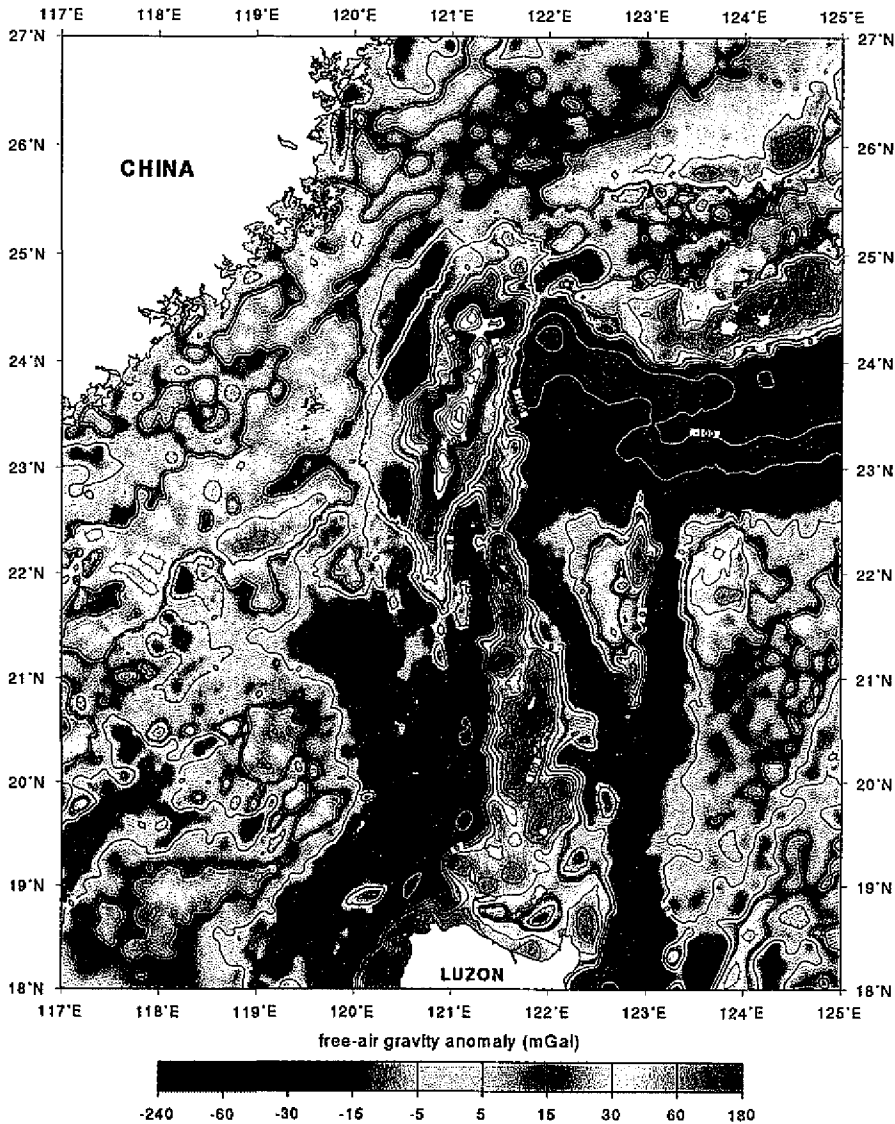 117°E 118°E 119°E 120°E 121°E 122°E 123°E 124°E 125°E
27°N 27°N
26°N 26°N
CHINA
25°N 25°N
24°N 24°N
23°N 23°N
22°N 22°N
21°N 21°N
20°N 20°N
19°N 19°N
LUZON
18°N 18°N
117°E 118°E 119°E 120°E 121°E 122°E 123°E 124°E 125°E
free-air gravity anomaly (mGal)
-240 -60 -30 -15 -5 5 15 30 60 180